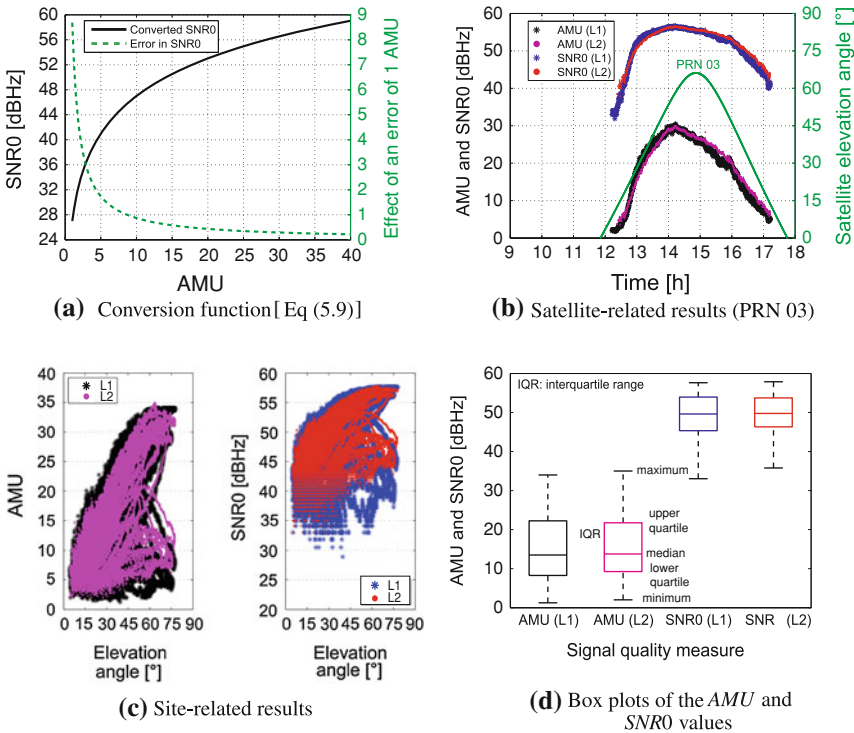 60
56
52
48
44
40
36
32
28
24
SNR0 [dBHz]
Converted SNR0
Error in SNR0
9
8
7
6
5
4
3
2
1
0
Effect of an error of 1 AMU
0 5 10 15 20 25 30 35 40
AMU
(a) Conversion function [ Eq (5.9) ]
60
50
40
30
20
10
0
AMU and SNR0 [dBHz]
AMU (L1)
AMU (L2)
SNR0 (L1)
SNR0 (L2)
PRN 03
90
75
60
45
30
15
0
Satellite elevation angle [°]
9 10 11 12 13 14 15 16 17 18
Time [h]
(b) Satellite-related results (PRN 03)
40
35
30
25
20
15
10
5
0
AMU
L1
L2
0 15 30 45 60 75 90
Elevation
angle [°]
60
55
50
45
40
35
30
25
20
SNR0 [dBHz]
L1
L2
0 15 30 45 60 75 90
Elevation
angle [°]
(c) Site-related results
60
50
40
30
20
10
0
AMU and SNR0 [dBHz]
IQR: interquartile range
maximum
upper
quartile
IQR
median
lower
quartile
minimum
AMU (L1) AMU (L2) SNR0 (L1) SNR (L2)
Signal quality measure
(d) Box plots of the AMU and
SNR0 values